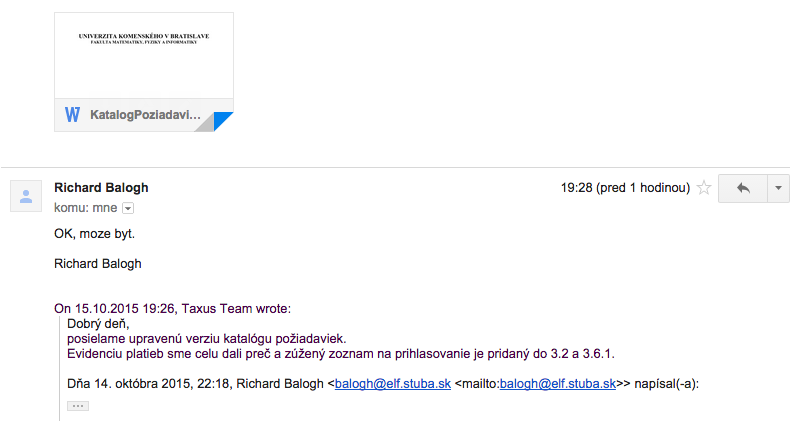 UNIVERZITA KOMENSKÉHO V BRATISLAVE
FAKULTA MATEMATIKY, FYZIKY A INFORMATIKY
KatalogPoziadavi...
Richard Balogh
19:28 (pred 1 hodinou)
komu: mne
OK, moze byt.
Richard Balogh
On 15.10.2015 19:26, Taxus Team wrote:
Dobrý deň,
posielame upravenú verziu katalógu požiadaviek.
Evidenciu platieb sme celu dali preč a zúžený zoznam na prihlasovanie je pridaný do 3.2 a 3.6.1.
Dňa 14. októbra 2015, 22:18, Richard Balogh <balogh@elf.stuba.sk <mailto:balogh@elf.stuba.sk>> napísal(-a):